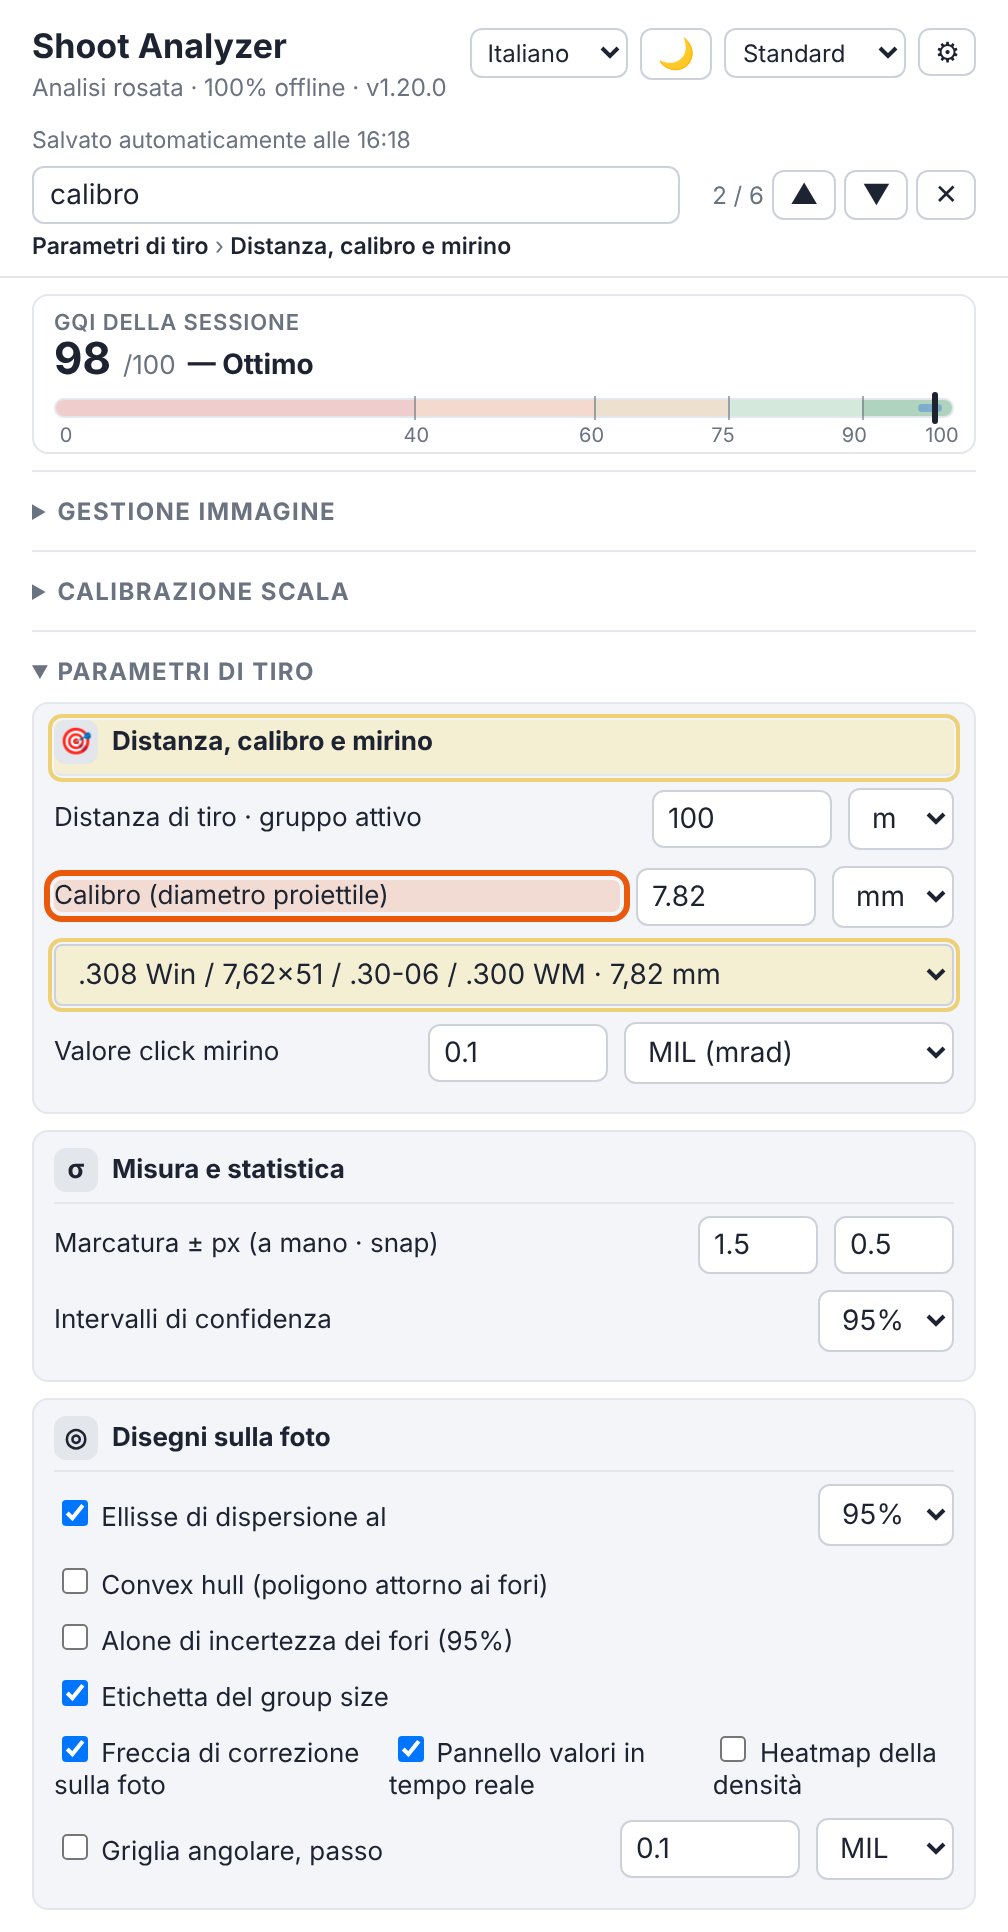 Shoot Analyzer
Italiano
Standard
Analisi rosata · 100% offline · v1.20.0
Salvato automaticamente alle 16:18
calibro
2 / 6
Parametri di tiro › Distanza, calibro e mirino
GQI DELLA SESSIONE
98 /100 — Ottimo
0 40 60 75 90 100
GESTIONE IMMAGINE
CALIBRAZIONE SCALA
PARAMETRI DI TIRO
Distanza, calibro e mirino
Distanza di tiro · gruppo attivo 100 m
Calibro (diametro proiettile) 7.82 mm
.308 Win / 7,62×51 / .30-06 / .300 WM · 7,82 mm
Valore click mirino 0.1 MIL (mrad)
σ Misura e statistica
Marcatura ± px (a mano · snap) 1.5 0.5
Intervalli di confidenza 95%
Disegni sulla foto
Ellisse di dispersione al 95%
Convex hull (poligono attorno ai fori)
Alone di incertezza dei fori (95%)
Etichetta del group size
Freccia di correzione sulla foto
Pannello valori in tempo reale
Heatmap della densità
Griglia angolare, passo 0.1 MIL